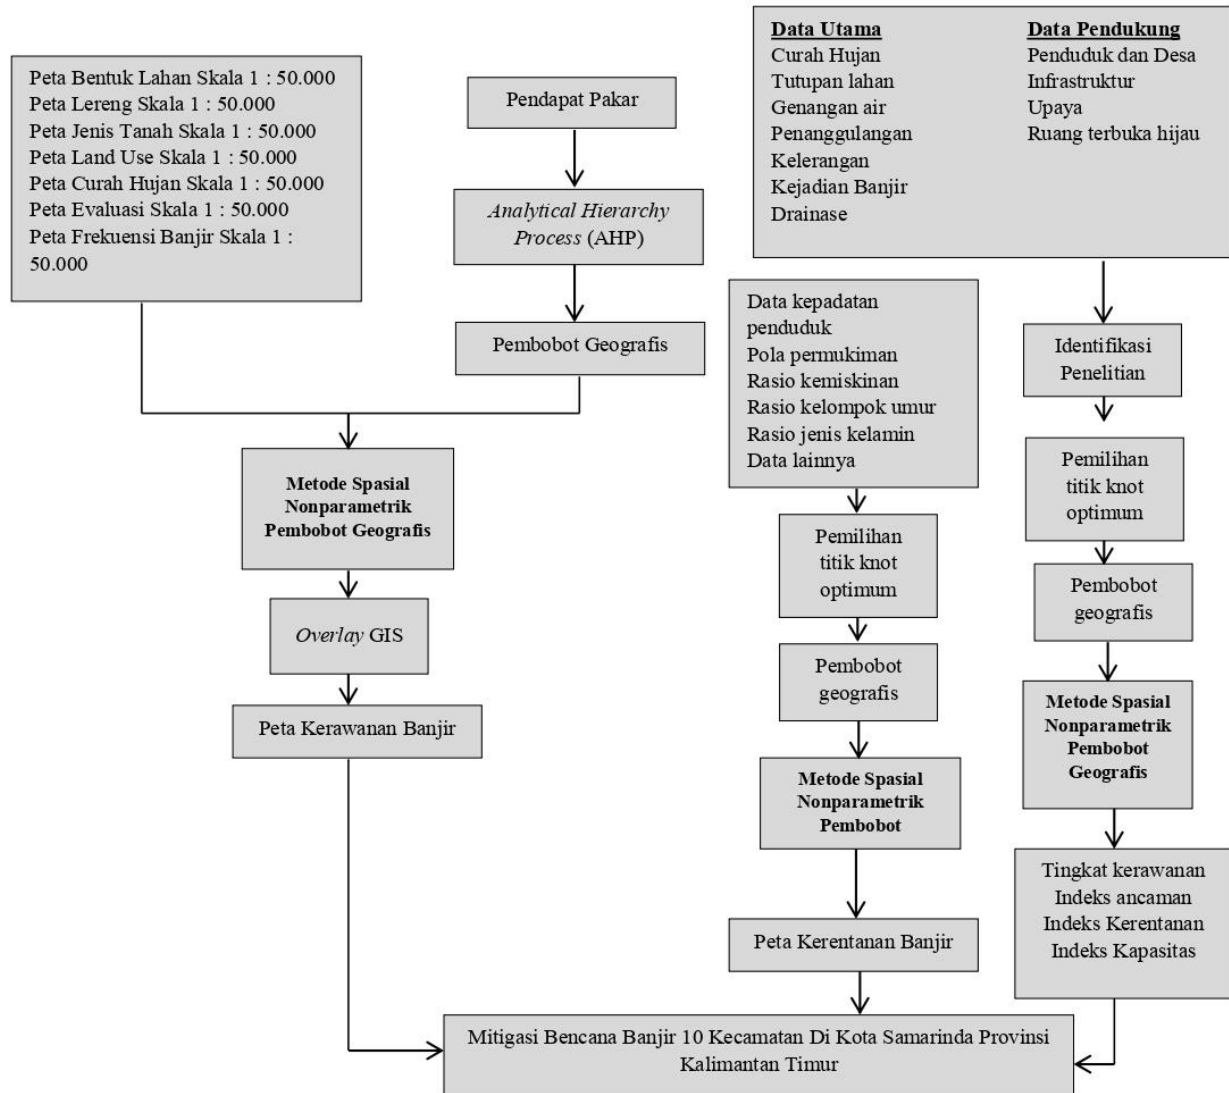 Peta Bentuk Lahan Skala 1 : 50.000
Peta Lereng Skala 1 : 50.000
Peta Jenis Tanah Skala 1 : 50.000
Peta Land Use Skala 1 : 50.000
Peta Curah Hujan Skala 1 : 50.000
Peta Evaluasi Skala 1 : 50.000
Peta Frekuensi Banjir Skala 1 :
50.000
Pendapat Pakar
Analytical Hierarchy
Process (AHP)
Pembobot Geografis
Metode Spasial
Nonparametrik
Pembobot Geografis
Overlay GIS
Peta Kerawanan Banjir
Data Utama
Curah Hujan
Tutupan lahan
Genangan air
Penanggulangan
Kelerangan
Kejadian Banjir
Drainase
Data Pendukung
Penduduk dan Desa
Infrastruktur
Upaya
Ruang terbuka hijau
Data kepadatan
penduduk
Pola permukiman
Rasio kemiskinan
Rasio kelompok umur
Rasio jenis kelamin
Data lainnya
Pemilihan
titik knot
optimum
Pembobot
geografis
Metode Spasial
Nonparametrik
Pembobot
Peta Kerentanan Banjir
Identifikasi
Penelitian
Pemilihan
titik knot
optimum
Pembobot
geografis
Metode Spasial
Nonparametrik
Pembobot
Geografis
Tingkat kerawanan
Indeks ancaman
Indeks Kerentanan
Indeks Kapasitas
Mitigasi Bencana Banjir 10 Kecamatan Di Kota Samarinda Provinsi
Kalimantan Timur